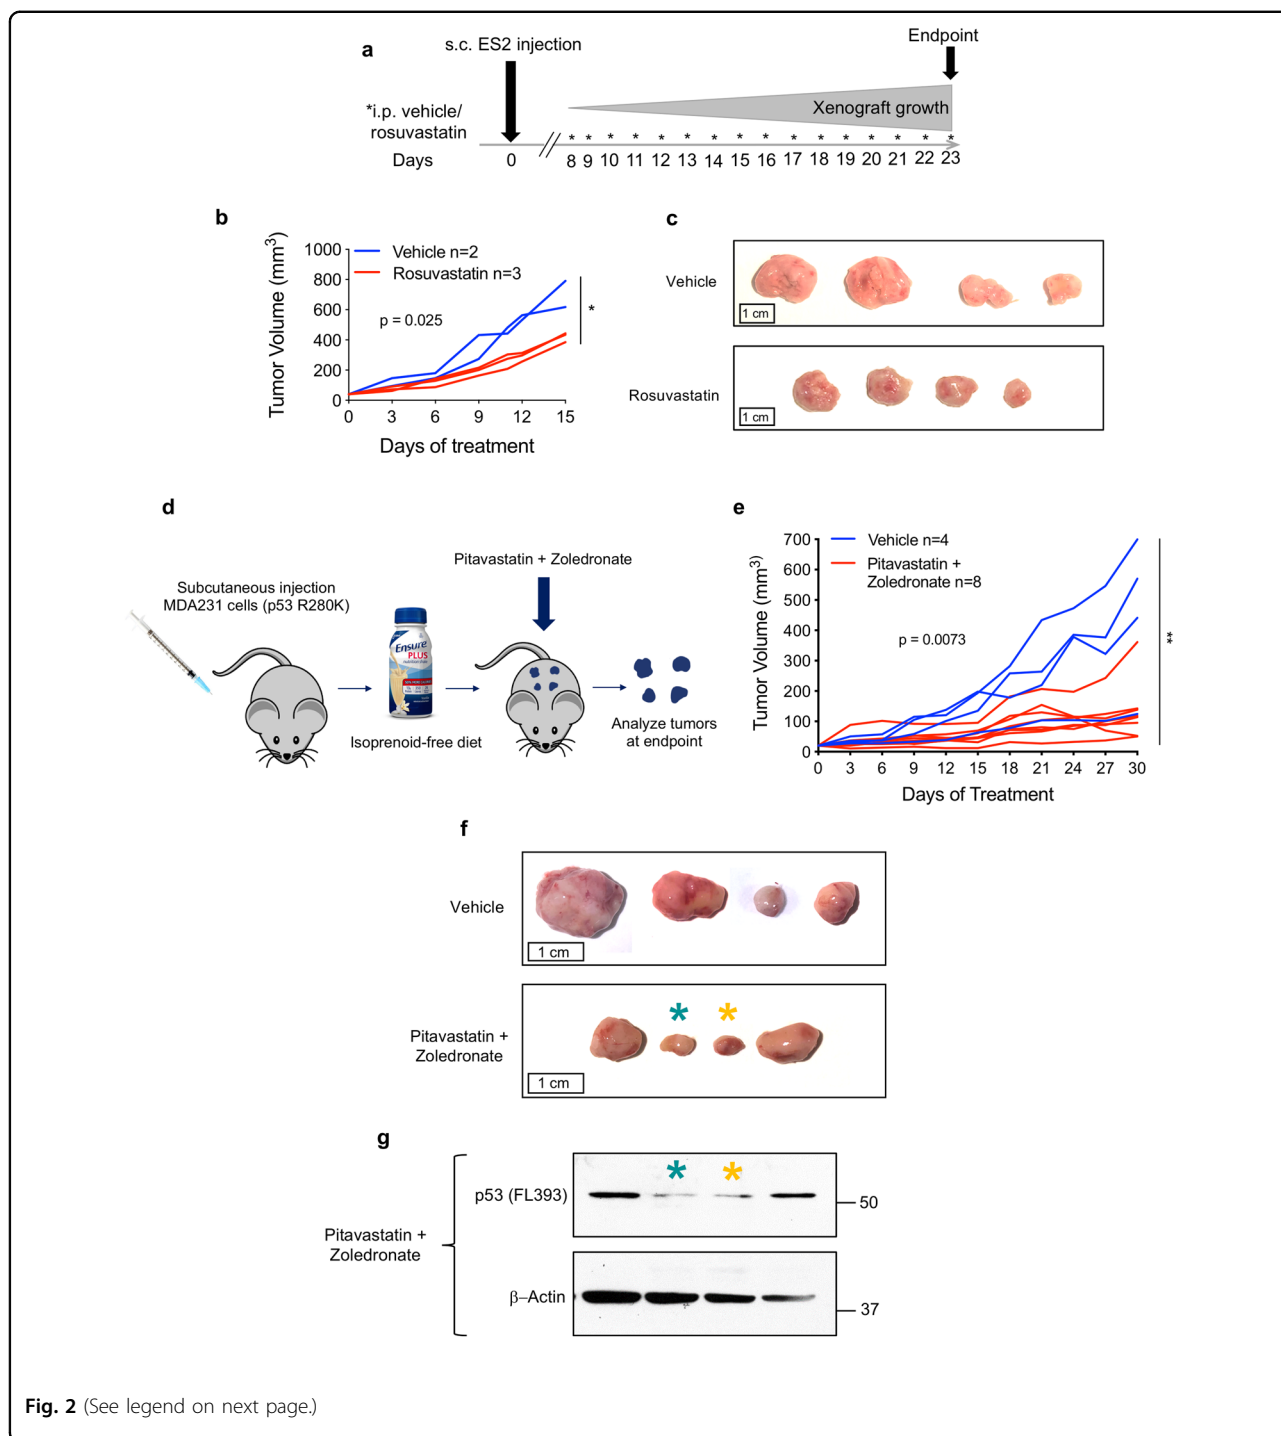 a
s.c. ES2 injection
Endpoint
Xenograft growth
*i.p. vehicle/
rosuvastatin
* * * * * * * * * * * * * * * *
Days 0 8 9 10 11 12 13 14 15 16 17 18 19 20 21 22 23
b
Tumor Volume (mm3)
1000
800
600
400
200
0
Vehicle n=2
Rosuvastatin n=3
p = 0.025
*
0 3 6 9 12 15
Days of treatment
c
Vehicle
1 cm
Rosuvastatin
1 cm
d
Subcutaneous injection
MDA231 cells (p53 R280K)
Ensure
PLUS
Isoprenoid-free diet
Pitavastatin + Zoledronate
Analyze tumors
at endpoint
e
Tumor Volume (mm3)
700
600
500
400
300
200
100
0
Vehicle n=4
Pitavastatin +
Zoledronate n=8
p = 0.0073
**
0 3 6 9 12 15 18 21 24 27 30
Days of Treatment
f
Vehicle
1 cm
Pitavastatin +
Zoledronate
* *
1 cm
g
Pitavastatin +
Zoledronate
p53 (FL393)
* *
50
β–Actin
37
Fig. 2 (See legend on next page.)